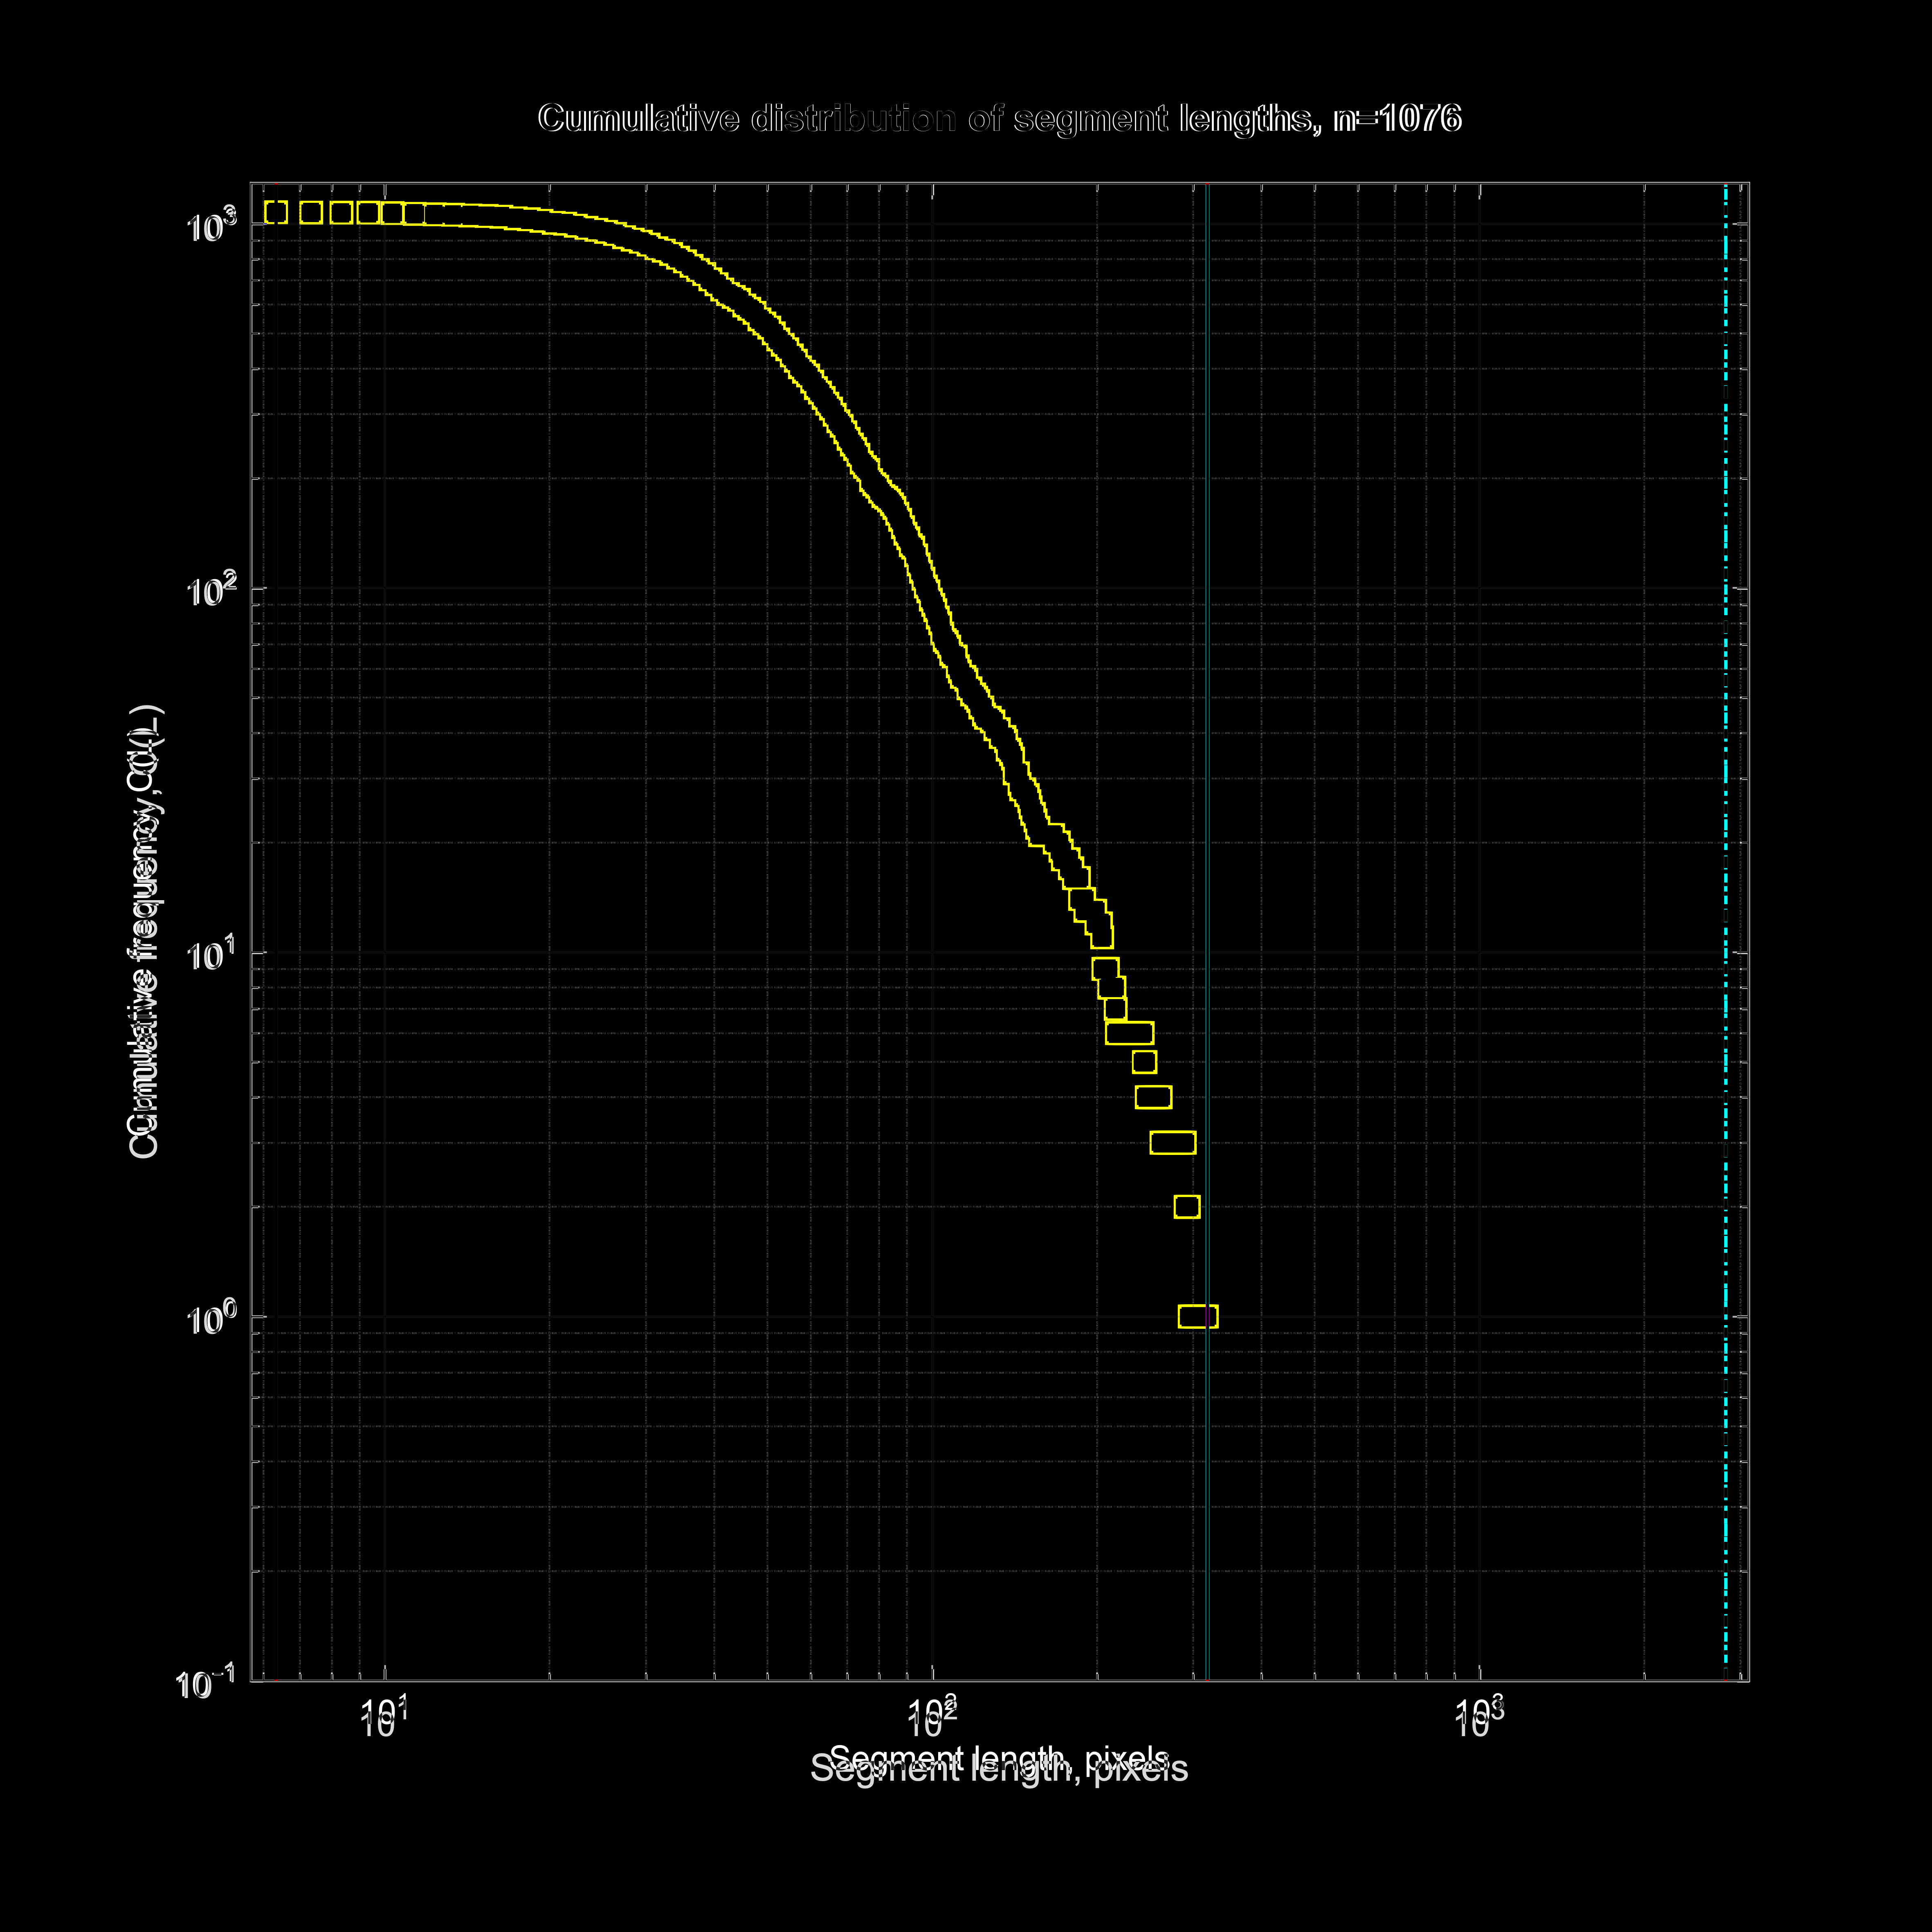 Cumulative distribution of segment lengths, n=1076
10³
10²
10¹
10⁰
10⁻¹
Cumulative frequency, C(L)
10¹
10²
10³
Segment length, pixels